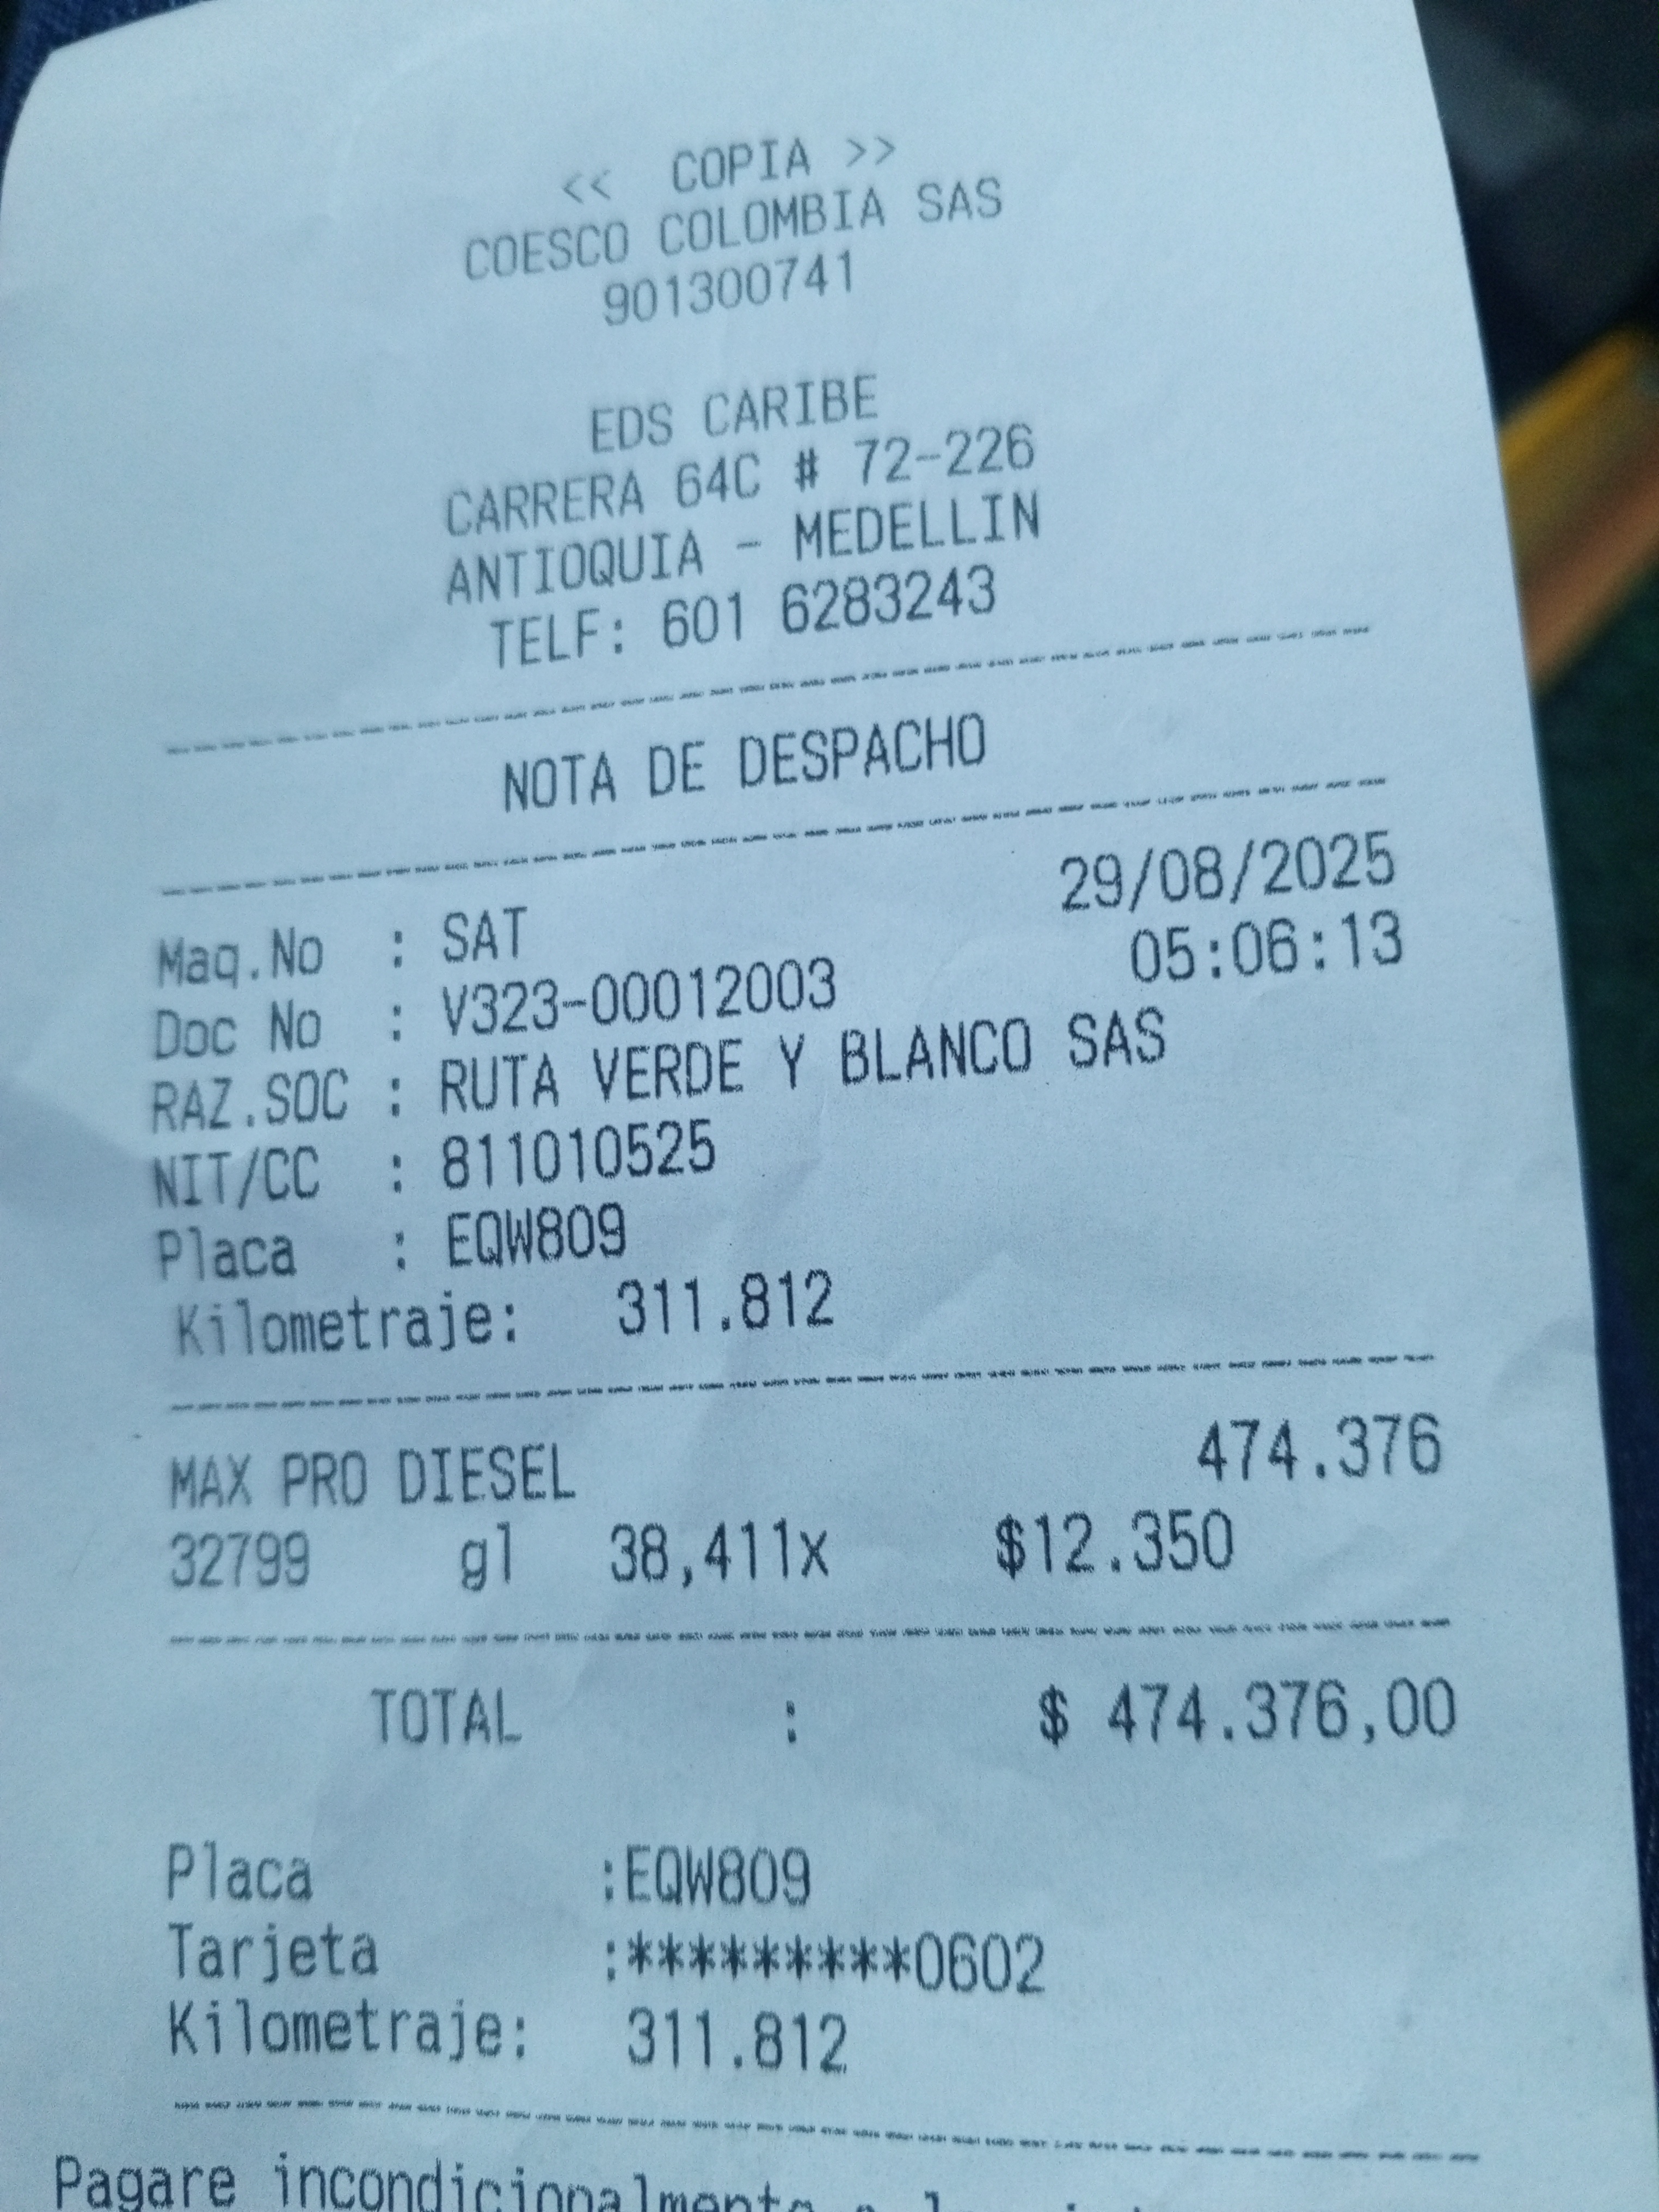 << COPIA >>
COESCO COLOMBIA SAS
901300741
EDS CARIBE
CARRERA 64C # 72-226
ANTIOQUIA - MEDELLIN
TELF: 601 6283243
NOTA DE DESPACHO
29/08/2025
Maq.No : SAT 05:06:13
Doc No : V323-00012003
RAZ.SOC : RUTA VERDE Y BLANCO SAS
NIT/CC : 811010525
Placa : EQW809
Kilometraje: 311.812
MAX PRO DIESEL 474.376
32799 gl 38,411x $12.350
TOTAL : $ 474.376,00
Placa :EQW809
Tarjeta :*********0602
Kilometraje: 311.812
Pagare incondicionalmente a la